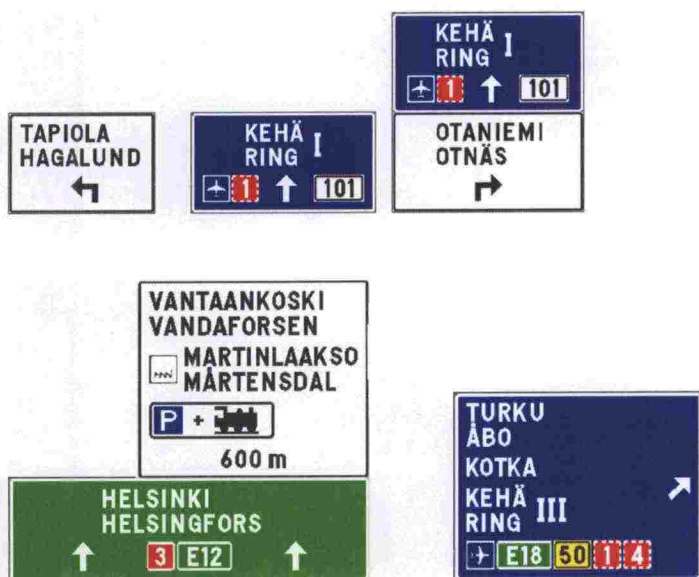 TAPIOLA
HAGALUND
KEHÄ
RING I
1 101
KEHÄ
RING I
1 101
OTANIEMI
OTNÄS
VANTAANKOSKI
VANDAFORSEN
MARTINLAAKSO
MÅRTENSDAL
P +
600 m
HELSINKI
HELSINGFORS
3 E12
TURKU
ÅBO
KOTKA
KEHÄ
RING III
E18 50 1 4